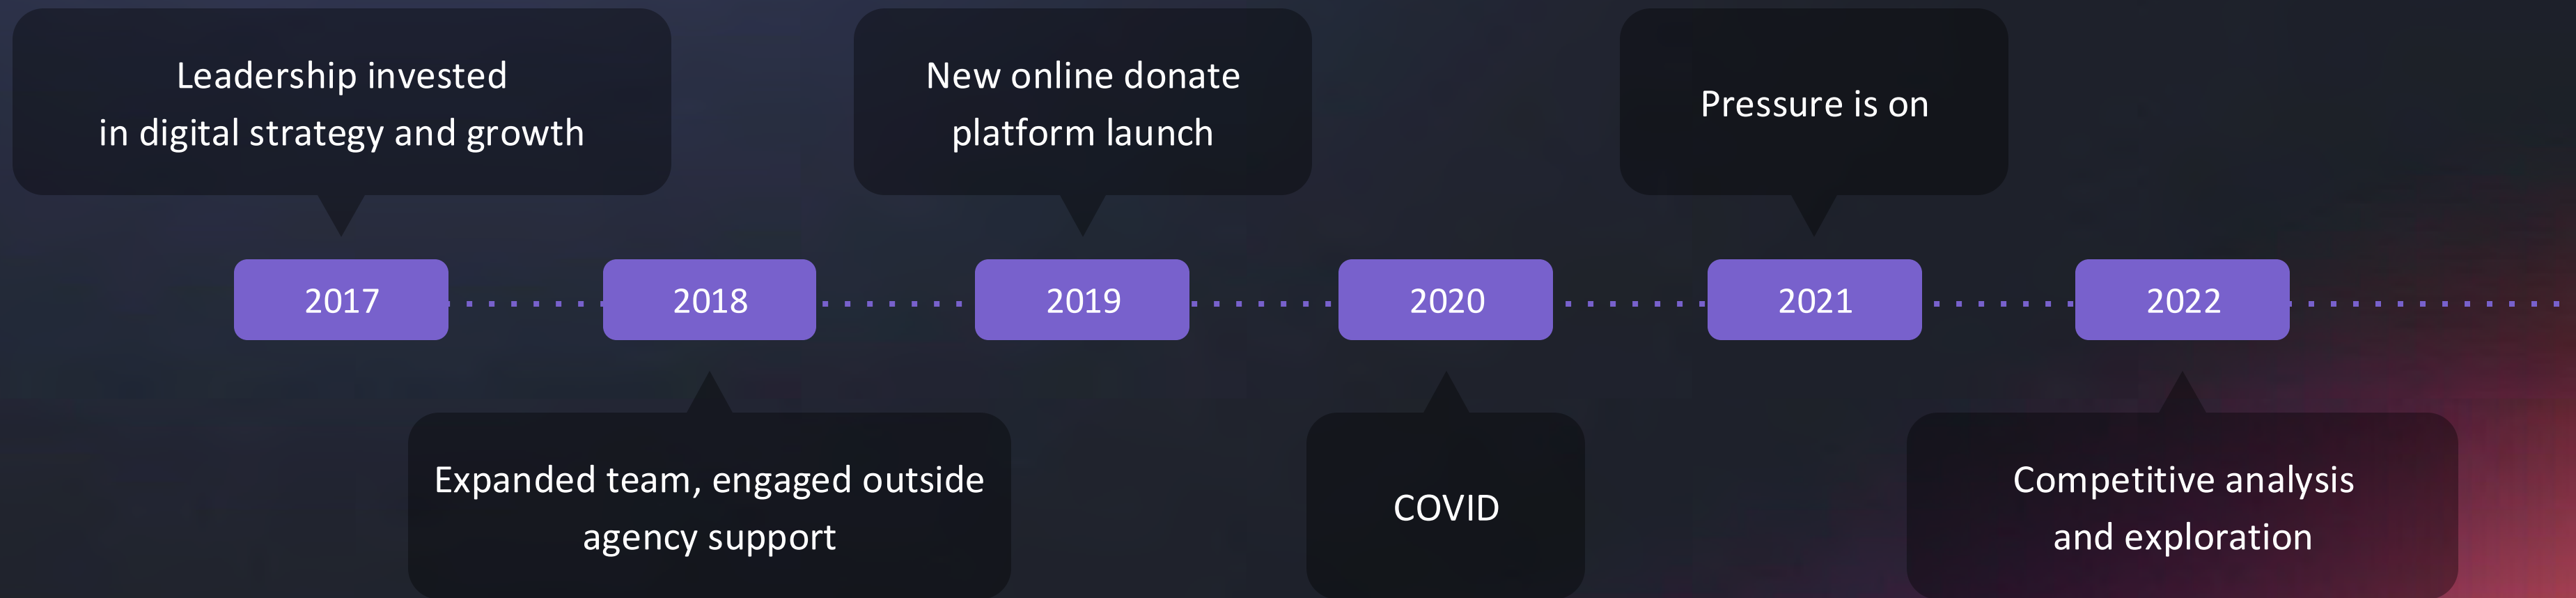 Leadership invested
in digital strategy and growth
New online donate
platform launch
Pressure is on
2017
2018
2019
2020
2021
2022
Expanded team, engaged outside
agency support
COVID
Competitive analysis
and exploration